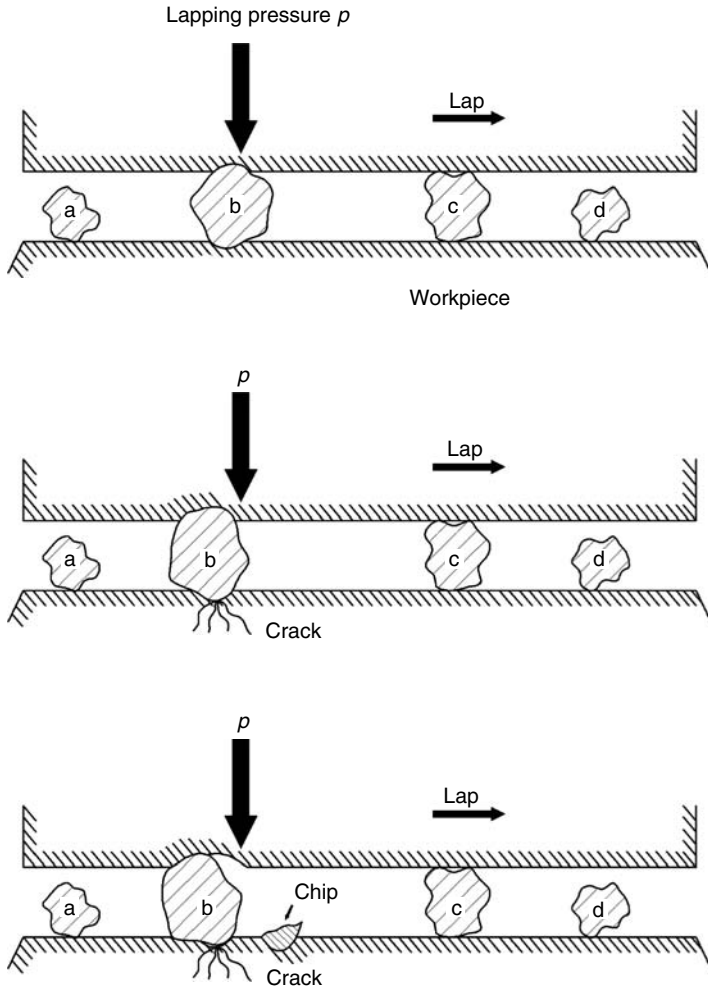 Lapping pressure p
Lap
a b c d
Workpiece
p
Lap
a b c d
Crack
p
Lap
Chip
a b c d
Crack